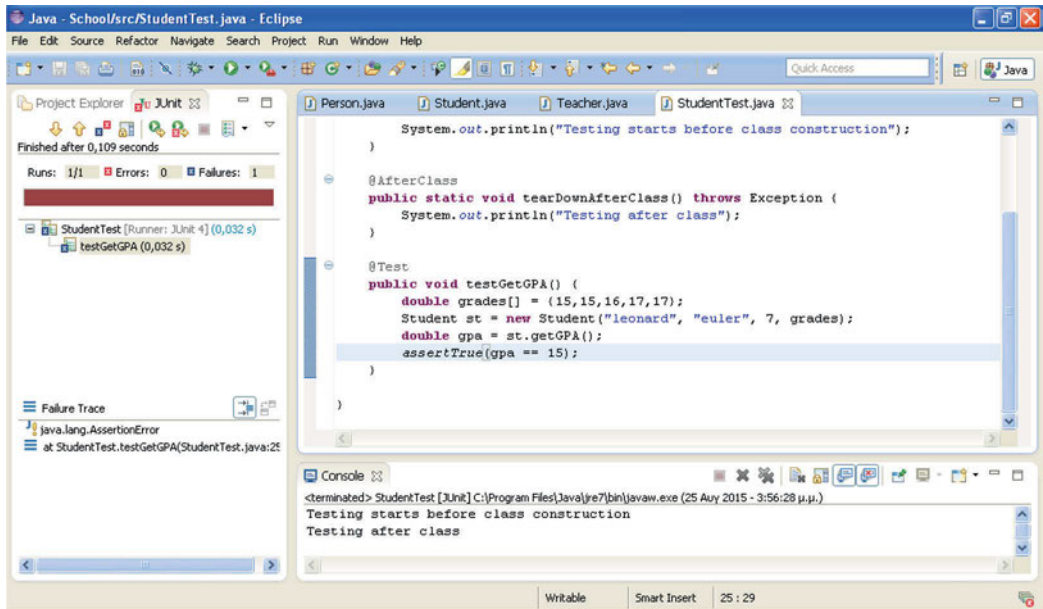 Java - School/src/StudentTest.java - Eclipse
File Edit Source Refactor Navigate Search Project Run Window Help
Quick Access
Java
Project Explorer JUnit
Finished after 0,109 seconds
Runs: 1/1 Errors: 0 Failures: 1
StudentTest [Runner: JUnit 4] (0,032 s)
testGetGPA (0,032 s)
Failure Trace
java.lang.AssertionError
at StudentTest.testGetGPA(StudentTest.java:25
Person.java Student.java Teacher.java StudentTest.java
System.out.println("Testing starts before class construction");
}
@AfterClass
public static void tearDownAfterClass() throws Exception {
System.out.println("Testing after class");
}
@Test
public void testGetGPA() {
double grades[] = {15,15,16,17,17};
Student st = new Student("leonard", "euler", 7, grades);
double gpa = st.getGPA();
assertTrue(gpa == 15);
}
}
Console
<terminated> StudentTest [JUnit] C:\Program Files\Java\jre7\bin\javaw.exe (25 Αυγ 2015 - 3:56:28 μ.μ.)
Testing starts before class construction
Testing after class
Writable Smart Insert 25 : 29